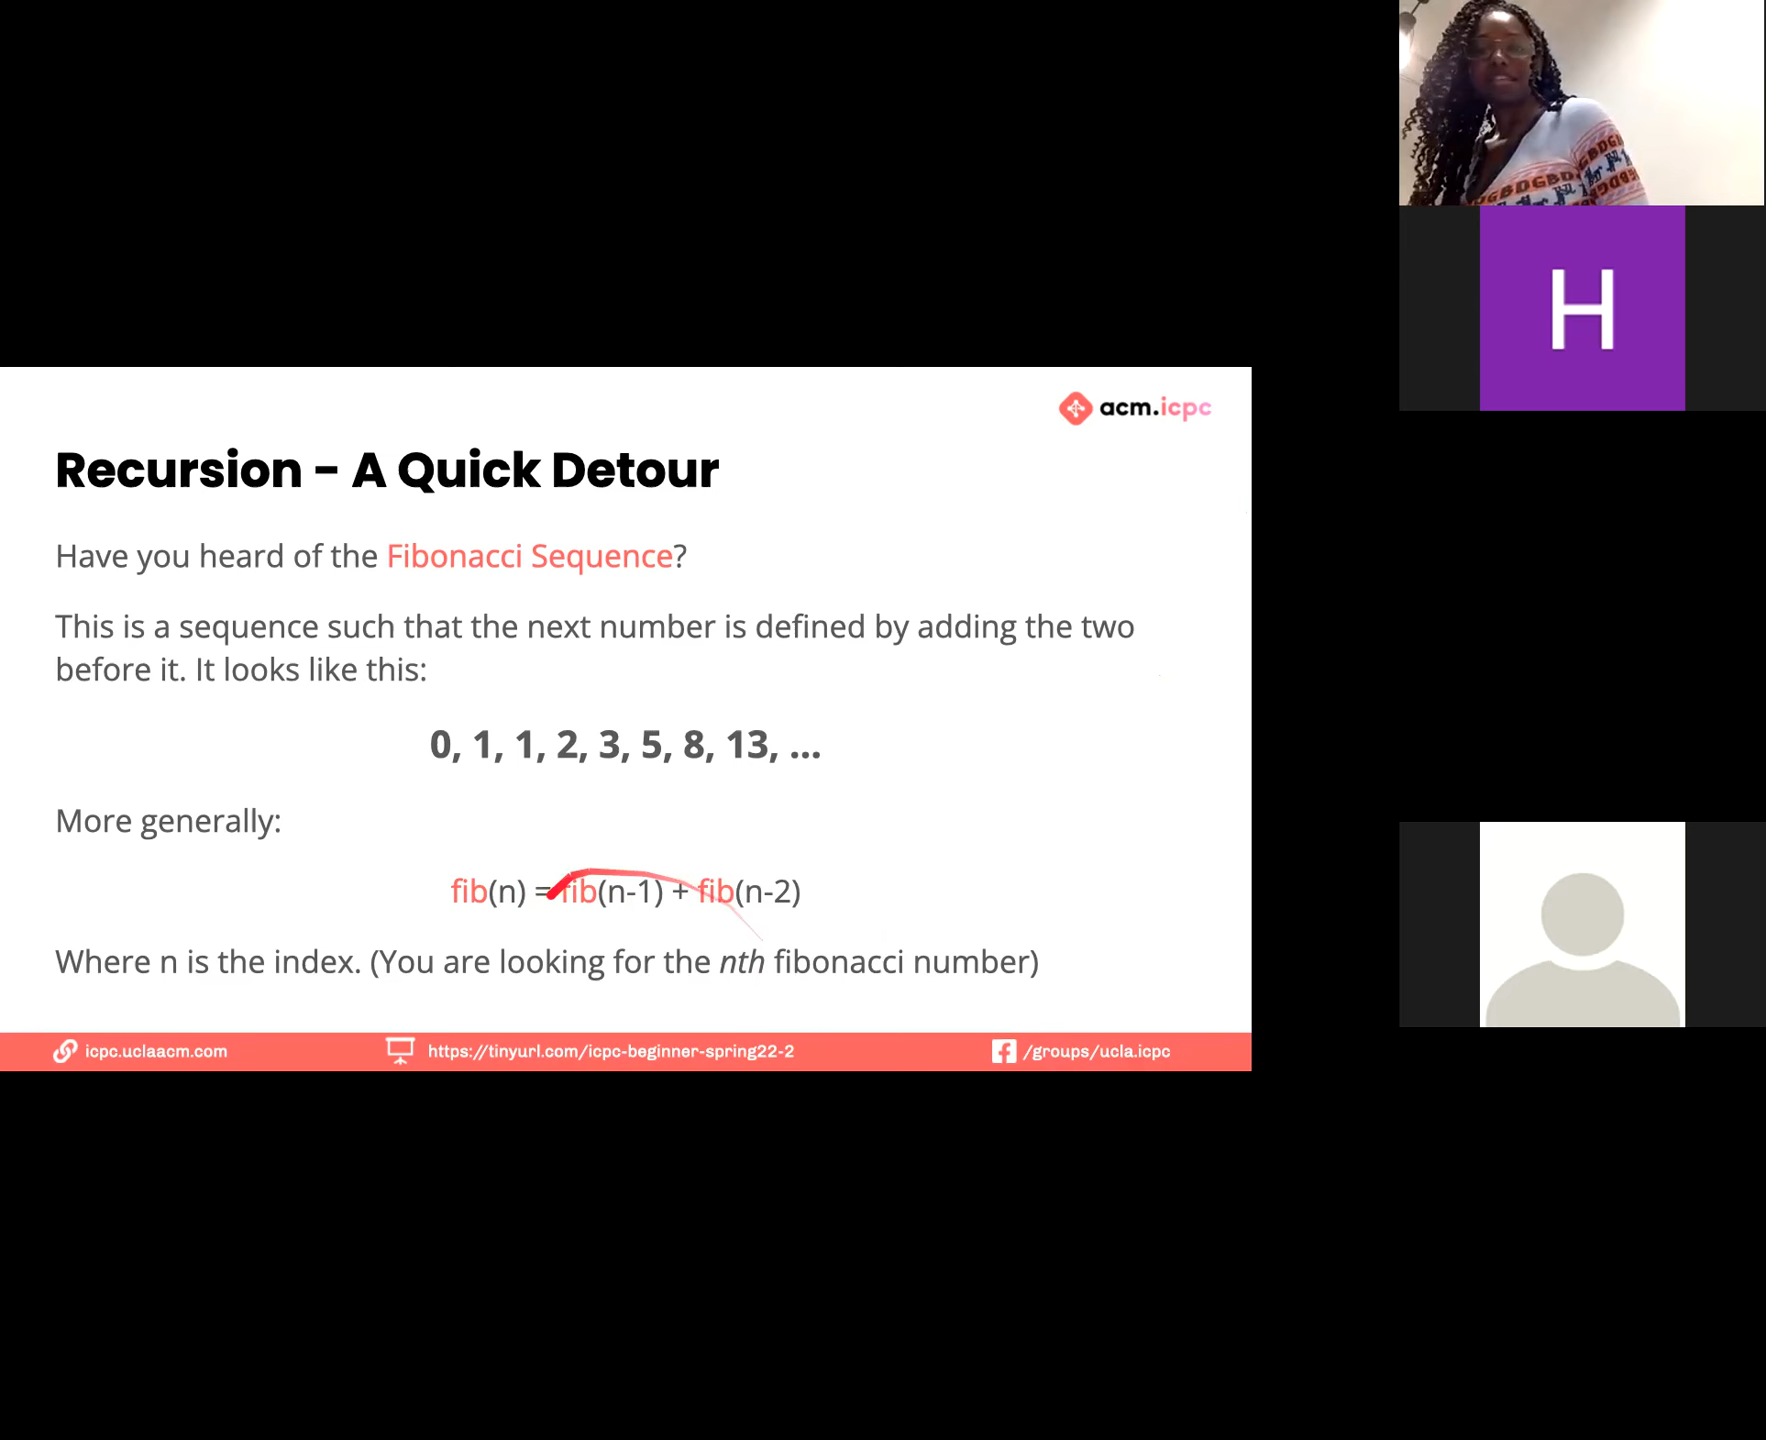 H
acm.icpc
Recursion - A Quick Detour
Have you heard of the Fibonacci Sequence?
This is a sequence such that the next number is defined by adding the two
before it. It looks like this:
0, 1, 1, 2, 3, 5, 8, 13, ...
More generally:
fib(n) = fib(n-1) + fib(n-2)
Where n is the index. (You are looking for the nth fibonacci number)
icpc.uclaacm.com
https://tinyurl.com/icpc-beginner-spring22-2
/groups/ucla.icpc